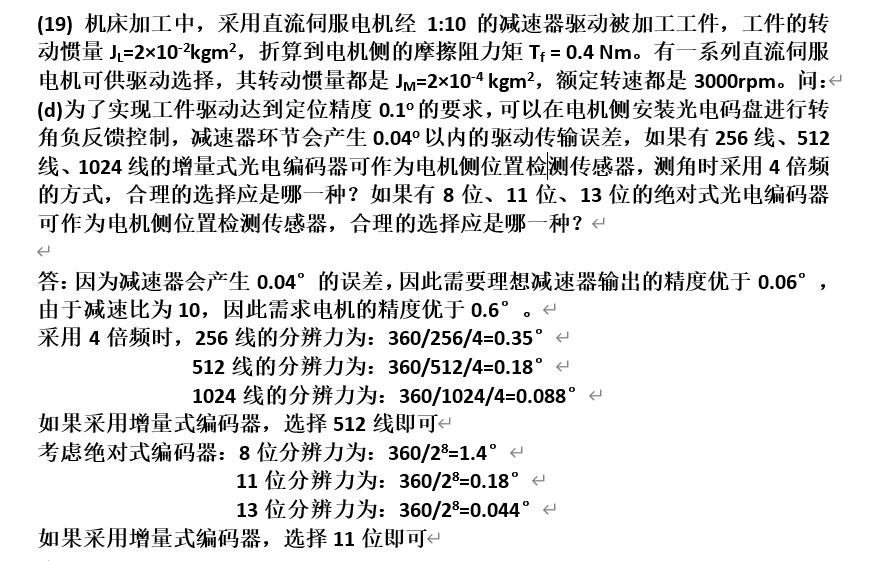 (19) 机床加工中，采用直流伺服电机经 1:10 的减速器驱动被加工工件，工件的转
动惯量 JL=2×10-2kgm2，折算到电机侧的摩擦阻力矩 Tf = 0.4 Nm。有一系列直流伺服
电机可供驱动选择，其转动惯量都是 JM=2×10-4 kgm2，额定转速都是 3000rpm。问：
(d)为了实现工件驱动达到定位精度 0.1°的要求，可以在电机侧安装光电码盘进行转
角负反馈控制，减速器环节会产生 0.04°以内的驱动传输误差，如果有 256 线、512
线、1024 线的增量式光电编码器可作为电机侧位置检测传感器，测角时采用 4 倍频
的方式，合理的选择应是哪一种？如果有 8 位、11 位、13 位的绝对式光电编码器
可作为电机侧位置检测传感器，合理的选择应是哪一种？
答：因为减速器会产生 0.04°的误差，因此需要理想减速器输出的精度优于 0.06°，
由于减速比为 10，因此需求电机的精度优于 0.6°。
采用 4 倍频时，256 线的分辨力为：360/256/4=0.35°
512 线的分辨力为：360/512/4=0.18°
1024 线的分辨力为：360/1024/4=0.088°
如果采用增量式编码器，选择 512 线即可
考虑绝对式编码器：8 位分辨力为：360/28=1.4°
11 位分辨力为：360/28=0.18°
13 位分辨力为：360/28=0.044°
如果采用增量式编码器，选择 11 位即可